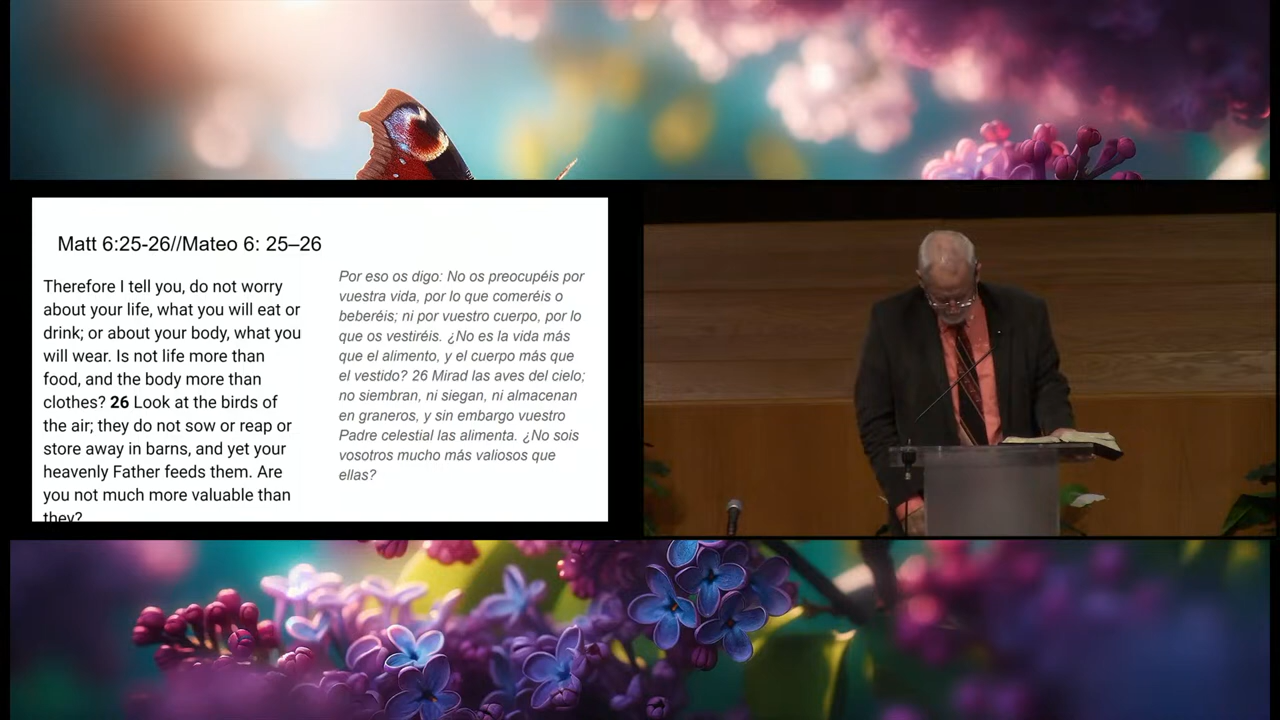 Matt 6:25-26//Mateo 6: 25–26
Therefore I tell you, do not worry
about your life, what you will eat or
drink; or about your body, what you
will wear. Is not life more than
food, and the body more than
clothes? 26 Look at the birds of
the air; they do not sow or reap or
store away in barns, and yet your
heavenly Father feeds them. Are
you not much more valuable than
they?
Por eso os digo: No os preocupéis por
vuestra vida, por lo que comeréis o
beberéis; ni por vuestro cuerpo, por lo
que os vestiréis. ¿No es la vida más
que el alimento, y el cuerpo más que
el vestido? 26 Mirad las aves del cielo;
no siembran, ni siegan, ni almacenan
en graneros, y sin embargo vuestro
Padre celestial las alimenta. ¿No sois
vosotros mucho más valiosos que
ellas?